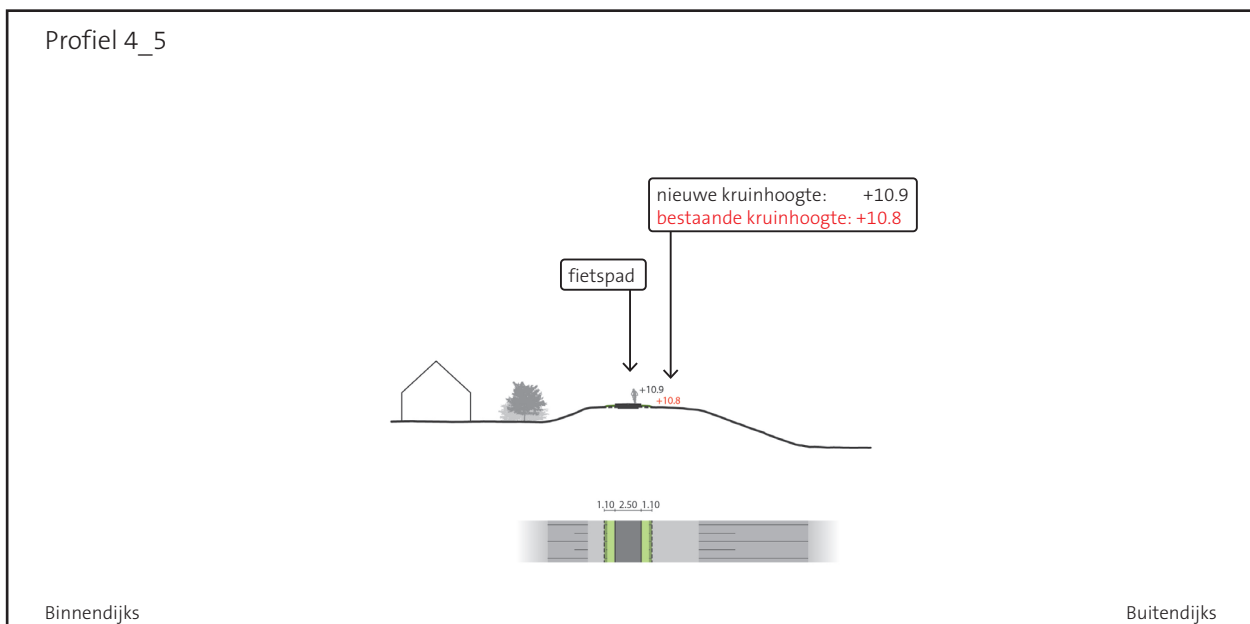 Profiel 4_5
nieuwe kruinhoogte: +10.9
bestaande kruinhoogte: +10.8
fietspad
+10.9
+10.8
1.10 2.50 1.10
Binnendijks
Buitendijks